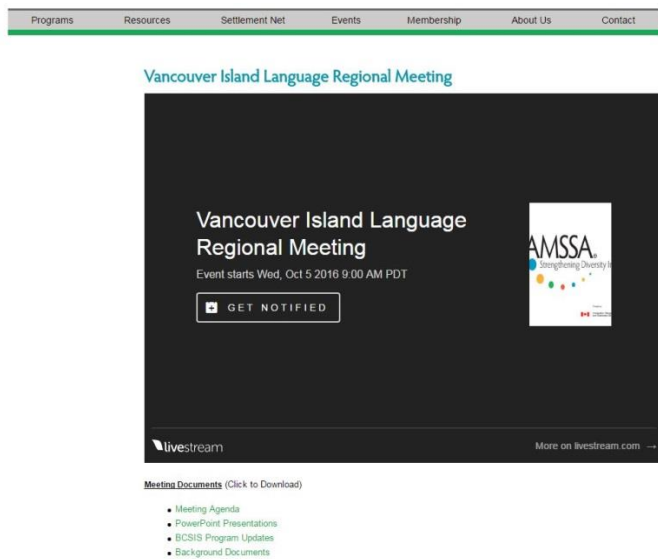 Programs Resources Settlement Net Events Membership About Us Contact
Vancouver Island Language Regional Meeting
Vancouver Island Language
Regional Meeting
Event starts Wed, Oct 5 2016 9:00 AM PDT
GET NOTIFIED
AMSSA
Strengthening Diversity
livestream
More on livestream.com →
Meeting Documents (Click to Download)
Meeting Agenda
PowerPoint Presentations
BCSIS Program Updates
Background Documents